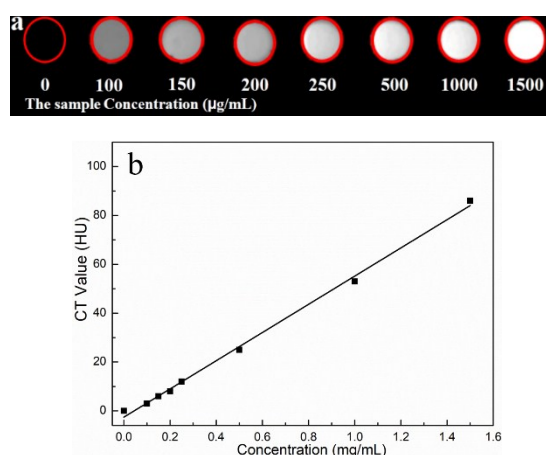 a
0 100 150 200 250 500 1000 1500
The sample Concentration (μg/mL)
b
100
80
60
40
20
0
CT Value (HU)
0.0 0.2 0.4 0.6 0.8 1.0 1.2 1.4 1.6
Concentration (mg/mL)